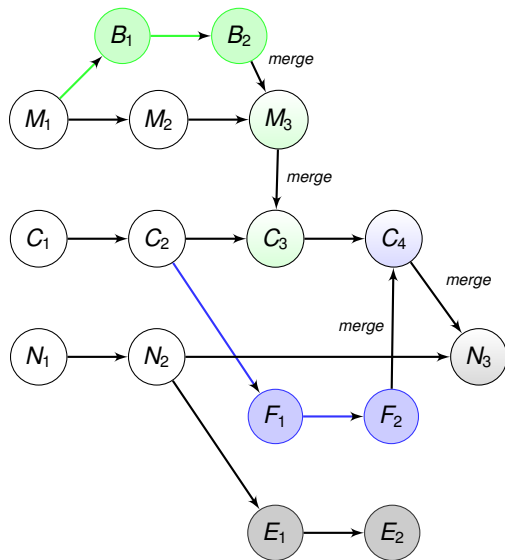 B₁ B₂
merge
M₁ M₂ M₃
merge
C₁ C₂ C₃ C₄
merge
merge
N₁ N₂ N₃
F₁ F₂
E₁ E₂